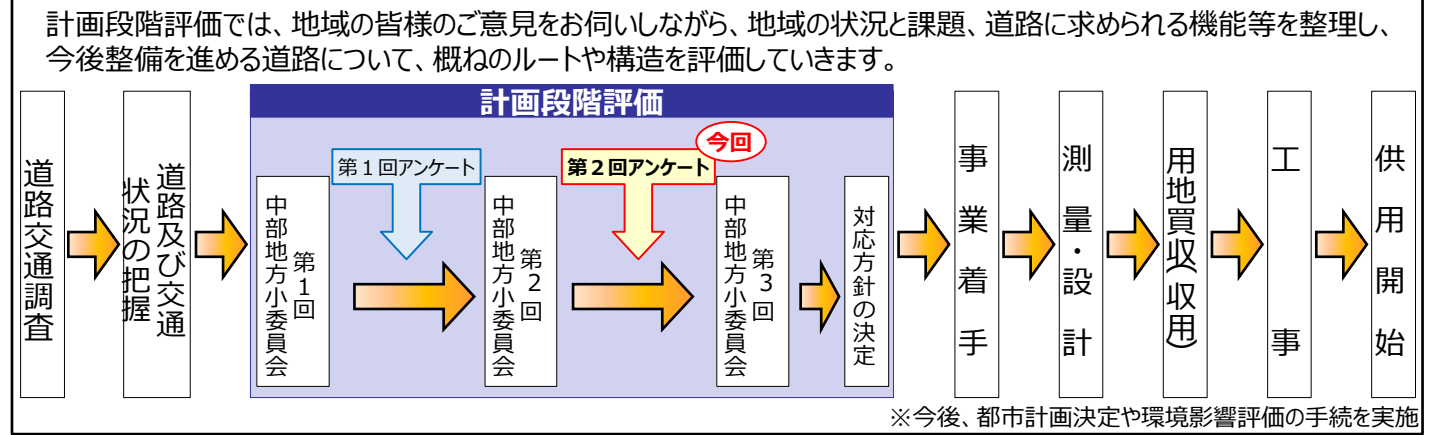 計画段階評価では、地域の皆様のご意見をお伺いしながら、地域の状況と課題、道路に求められる機能等を整理し、
今後整備を進める道路について、概ねのルートや構造を評価していきます。
道路交通調査
道路及び交通
状況の把握
計画段階評価
第1回
中部地方小委員会
第１回アンケート
第2回
中部地方小委員会
第２回アンケート
今回
第3回
中部地方小委員会
対応方針の決定
事業着手
測量・設計
用地買収(収用)
工事
供用開始
※今後、都市計画決定や環境影響評価の手続を実施